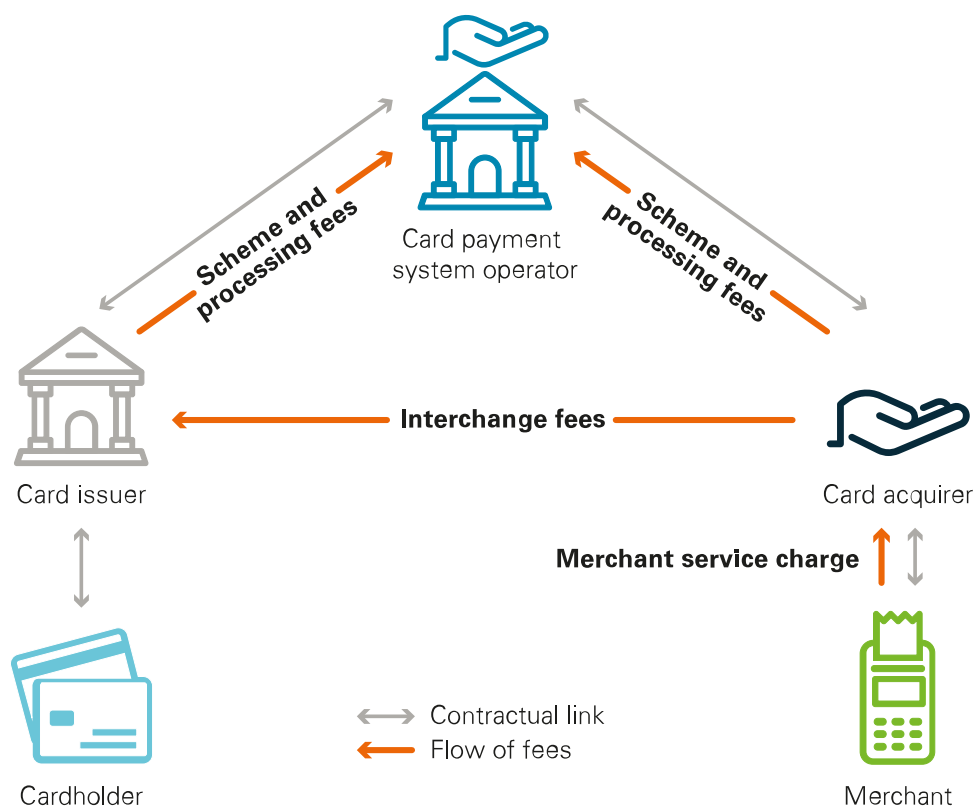 Card payment
system operator
Scheme and
processing fees
Scheme and
processing fees
Interchange fees
Card issuer
Card acquirer
Merchant service charge
Contractual link
Flow of fees
Cardholder
Merchant